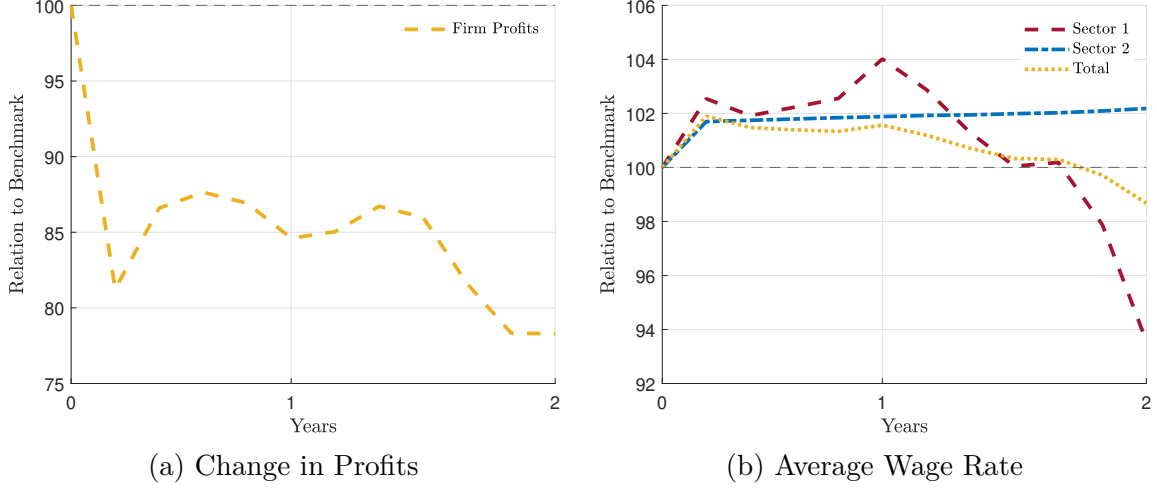 100
95
90
85
80
75
0
1
2
Relation to Benchmark
Years
Firm Profits
(a) Change in Profits
106
104
102
100
98
96
94
92
0
1
2
Relation to Benchmark
Years
Sector 1
Sector 2
Total
(b) Average Wage Rate